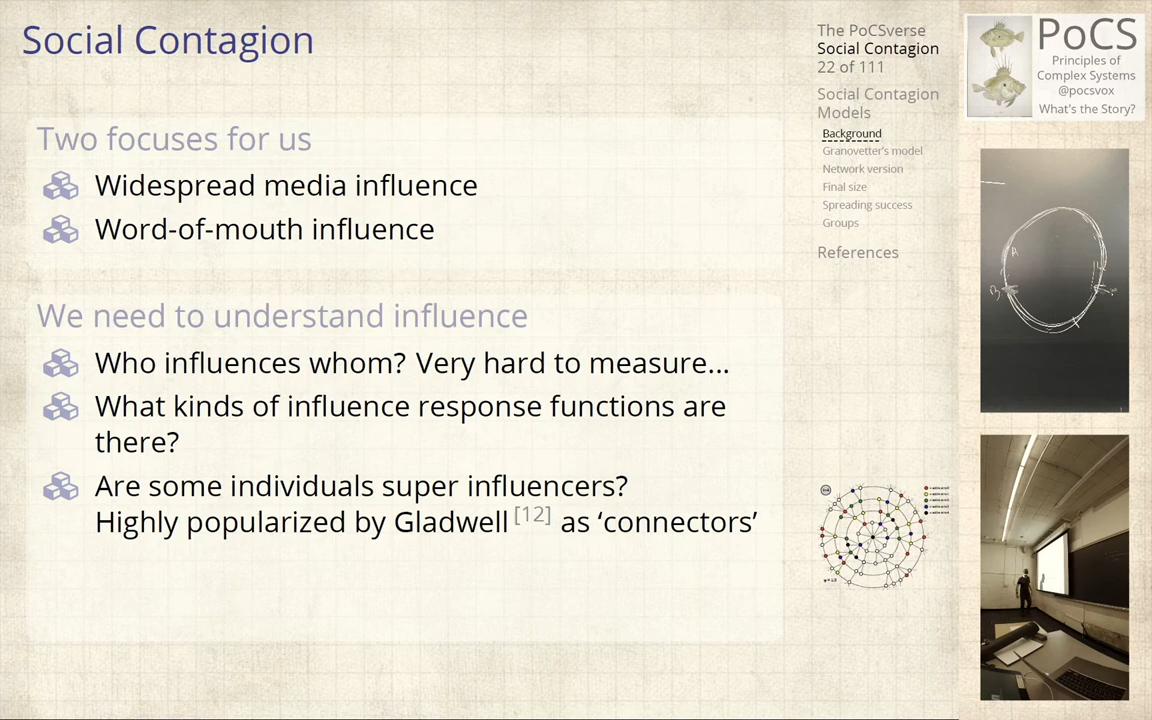 Social Contagion
Two focuses for us
Widespread media influence
Word-of-mouth influence
We need to understand influence
Who influences whom? Very hard to measure...
What kinds of influence response functions are
there?
Are some individuals super influencers?
Highly popularized by Gladwell [12] as ‘connectors’
The PoCSverse
Social Contagion
22 of 111
Social Contagion
Models
Background
Granovetter's model
Network version
Final size
Spreading success
Groups
References
PoCS
Principles of
Complex Systems
@pocsvox
What's the Story?
A
B